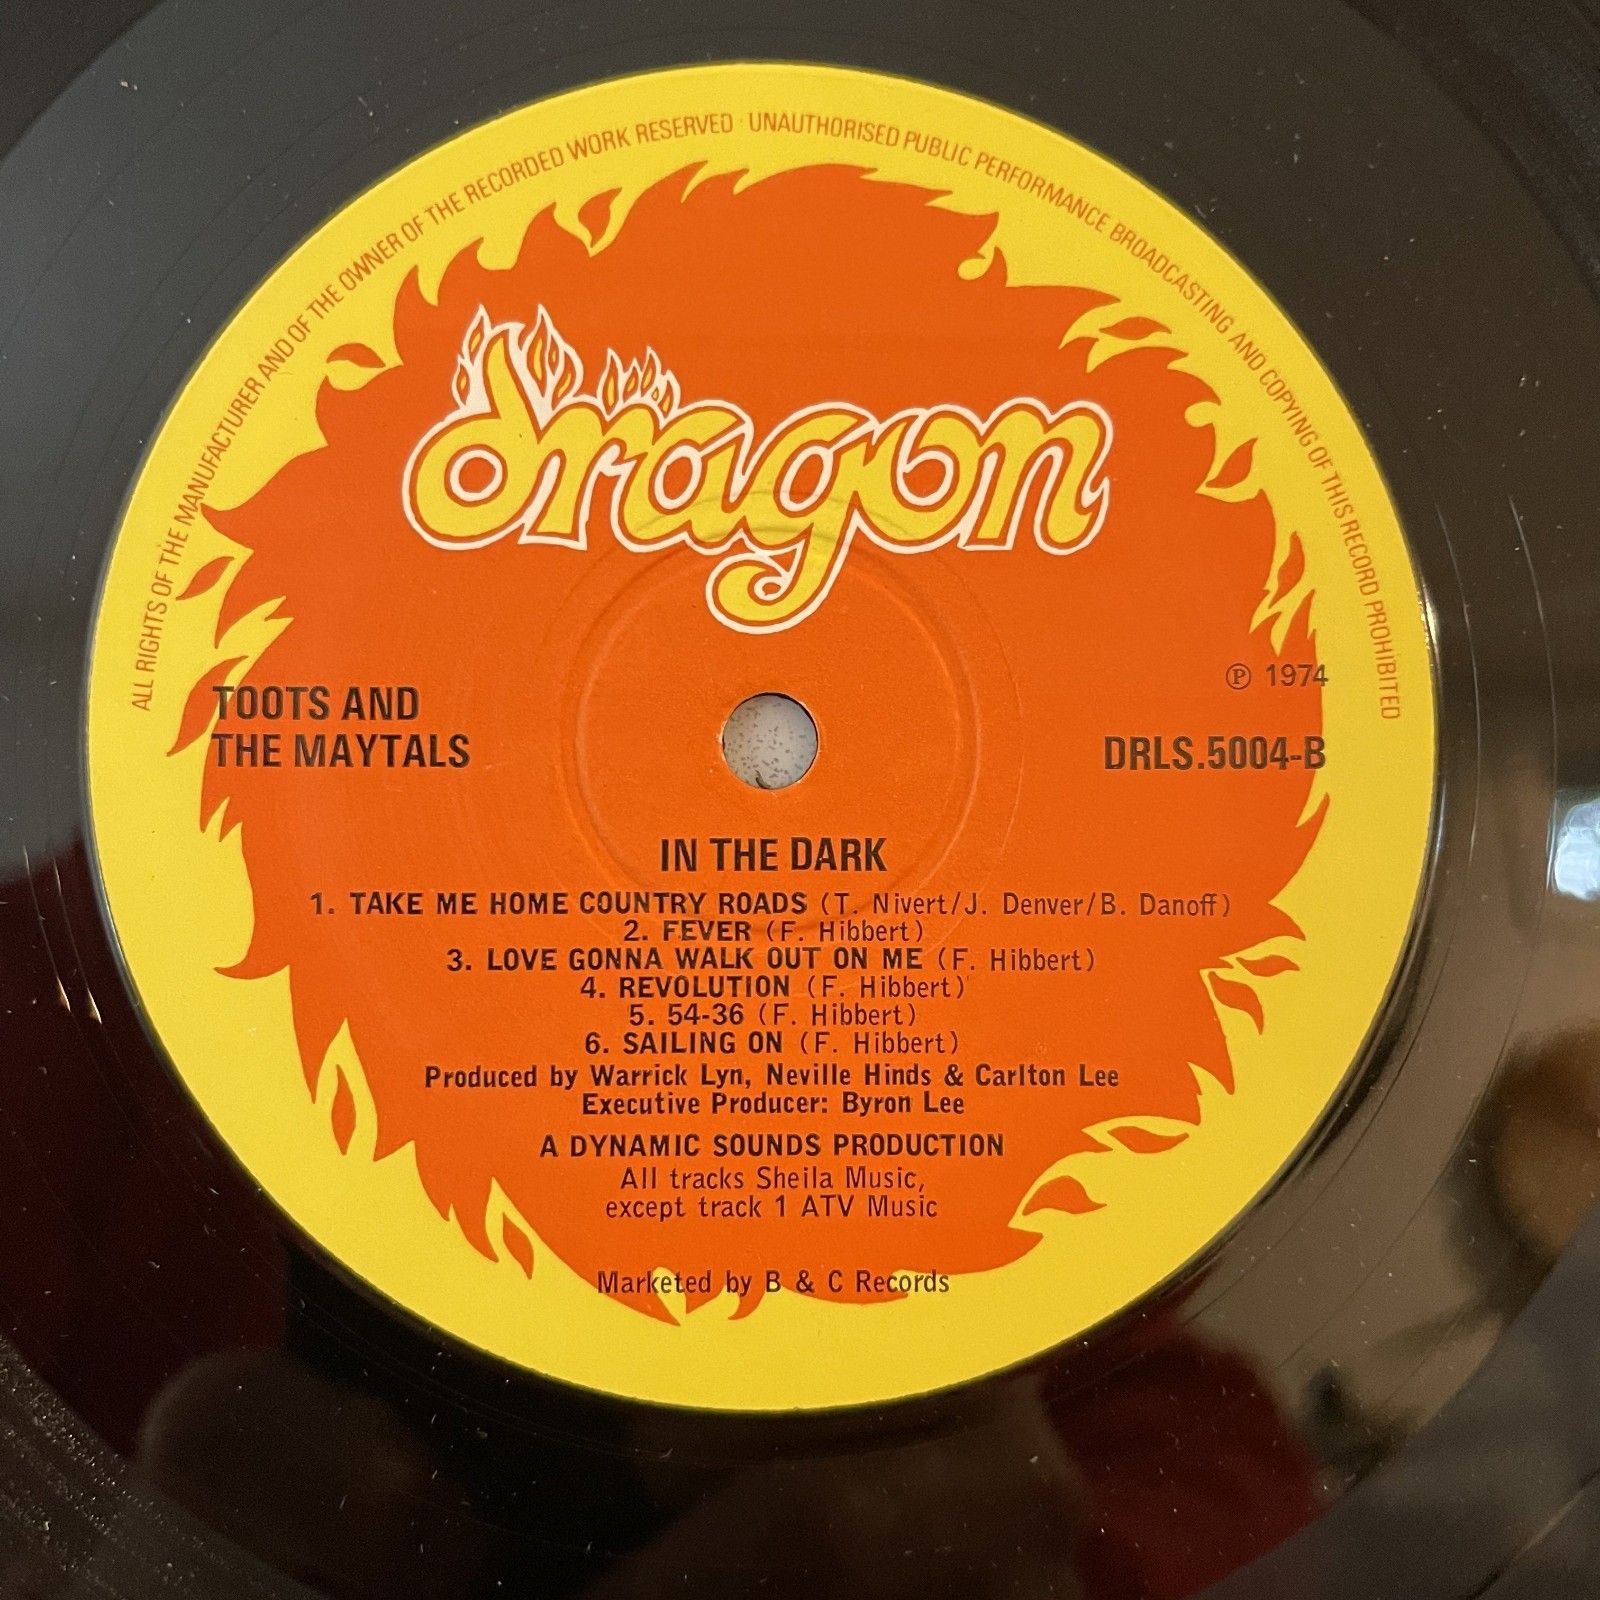 ALL RIGHTS OF THE MANUFACTURER AND OF THE OWNER OF THE RECORDED WORK RESERVED · UNAUTHORISED PUBLIC PERFORMANCE BROADCASTING AND COPYING OF THIS RECORD PROHIBITED
dragon
TOOTS AND
THE MAYTALS
℗ 1974
DRLS.5004-B
IN THE DARK
1. TAKE ME HOME COUNTRY ROADS (T. Nivert/J. Denver/B. Danoff)
2. FEVER (F. Hibbert)
3. LOVE GONNA WALK OUT ON ME (F. Hibbert)
4. REVOLUTION (F. Hibbert)
5. 54-36 (F. Hibbert)
6. SAILING ON (F. Hibbert)
Produced by Warrick Lyn, Neville Hinds & Carlton Lee
Executive Producer: Byron Lee
A DYNAMIC SOUNDS PRODUCTION
All tracks Sheila Music,
except track 1 ATV Music
Marketed by B & C Records